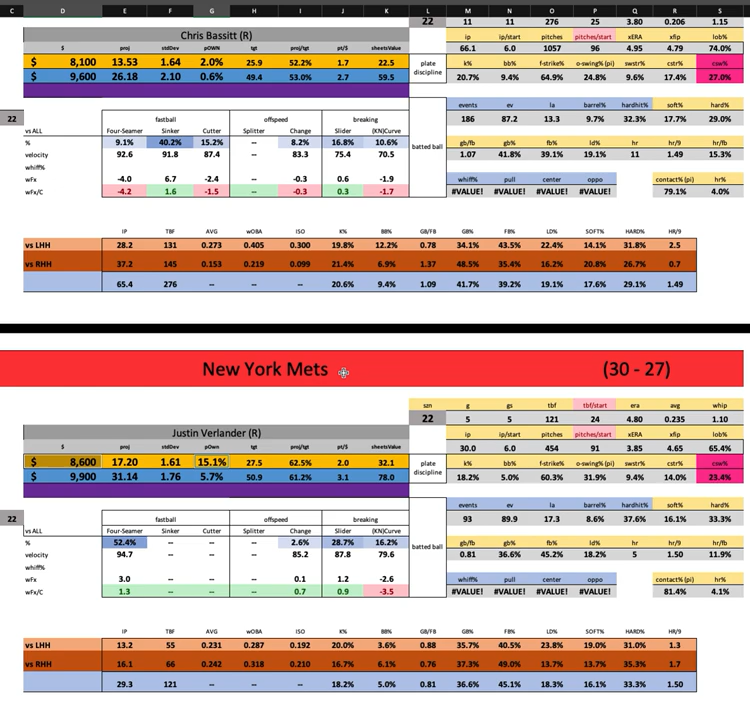 C D E F G H I J K L M N O P Q R S
22 11 11 276 25 3.80 0.206 1.15
Chris Bassitt (R) ip ip/start pitches pitches/start xERA xfip lob%
$ proj stdDev pOWN tgt proj/tgt pt/$ sheetsValue 66.1 6.0 1057 96 4.95 4.79 74.0%
$ 8,100 13.53 1.64 2.0% 25.9 52.2% 1.7 22.5 plate discipline k% bb% f-strike% o-swing% (pi) swstr% cstr% csw%
$ 9,600 26.18 2.10 0.6% 49.4 53.0% 2.7 59.5 20.7% 9.4% 64.9% 24.8% 9.6% 17.4% 27.0%
events ev la barrel% hardhit% soft% hard%
22 fastball offspeed breaking 186 87.2 13.3 9.7% 32.3% 17.7% 29.0%
vs ALL Four-Seamer Sinker Cutter Splitter Change Slider (KN)Curve
% 9.1% 40.2% 15.2% -- 8.2% 16.8% 10.6% batted ball gb/fb gb% fb% ld% hr hr/9 hr/fb
velocity 92.6 91.8 87.4 -- 83.3 75.4 70.5 1.07 41.8% 39.1% 19.1% 11 1.49 15.3%
whiff%
wFx -4.0 6.7 -2.4 -- -0.3 0.6 -1.9 whiff% pull center oppo contact% (pi) hr%
wFx/C -4.2 1.6 -1.5 -- -0.3 0.3 -1.7 #VALUE! #VALUE! #VALUE! #VALUE! 79.1% 4.0%
IP TBF AVG wOBA ISO K% BB% GB/FB GB% FB% LD% SOFT% HARD% HR/9
vs LHH 28.2 131 0.273 0.405 0.300 19.8% 12.2% 0.78 34.1% 43.5% 22.4% 14.1% 31.8% 2.5
vs RHH 37.2 145 0.153 0.219 0.099 21.4% 6.9% 1.37 48.5% 35.4% 16.2% 20.8% 26.7% 0.7
65.4 276 -- -- 20.6% 9.4% 1.09 41.7% 39.2% 19.1% 17.6% 29.1% 1.49
New York Mets (30 - 27)
szn g gs tbf tbf/start era avg whip
22 5 5 121 24 4.80 0.235 1.10
Justin Verlander (R) ip ip/start pitches pitches/start xERA xfip lob%
$ proj stdDev pOwn tgt proj/tgt pt/$ sheetsValue 30.0 6.0 454 91 3.85 4.65 65.4%
$ 8,600 17.20 1.61 15.1% 27.5 62.5% 2.0 32.1 plate discipline k% bb% f-strike% o-swing% (pi) swstr% cstr% csw%
$ 9,900 31.14 1.76 5.7% 50.9 61.2% 3.1 78.0 18.2% 5.0% 60.3% 31.9% 9.4% 14.0% 23.4%
events ev la barrel% hardhit% soft% hard%
22 fastball offspeed breaking 93 89.9 17.3 8.6% 37.6% 16.1% 33.3%
vs ALL Four-Seamer Sinker Cutter Splitter Change Slider (KN)Curve
% 52.4% -- -- -- 2.6% 28.7% 16.2% batted ball gb/fb gb% fb% ld% hr hr/9 hr/fb
velocity 94.7 -- -- -- 85.2 87.8 79.6 0.81 36.6% 45.2% 18.2% 5 1.50 11.9%
whiff%
wFx 3.0 -- -- -- 0.1 1.2 -2.6 whiff% pull center oppo contact% (pi) hr%
wFx/C 1.3 -- -- -- 0.7 0.9 -3.5 #VALUE! #VALUE! #VALUE! #VALUE! 81.4% 4.1%
IP TBF AVG wOBA ISO K% BB% GB/FB GB% FB% LD% SOFT% HARD% HR/9
vs LHH 13.2 55 0.231 0.287 0.192 20.0% 3.6% 0.88 35.7% 40.5% 23.8% 19.0% 31.0% 1.3
vs RHH 16.1 66 0.242 0.318 0.210 16.7% 6.1% 0.76 37.3% 49.0% 13.7% 13.7% 35.3% 1.7
29.3 121 -- -- 18.2% 5.0% 0.81 36.6% 45.1% 18.3% 16.1% 33.3% 1.50